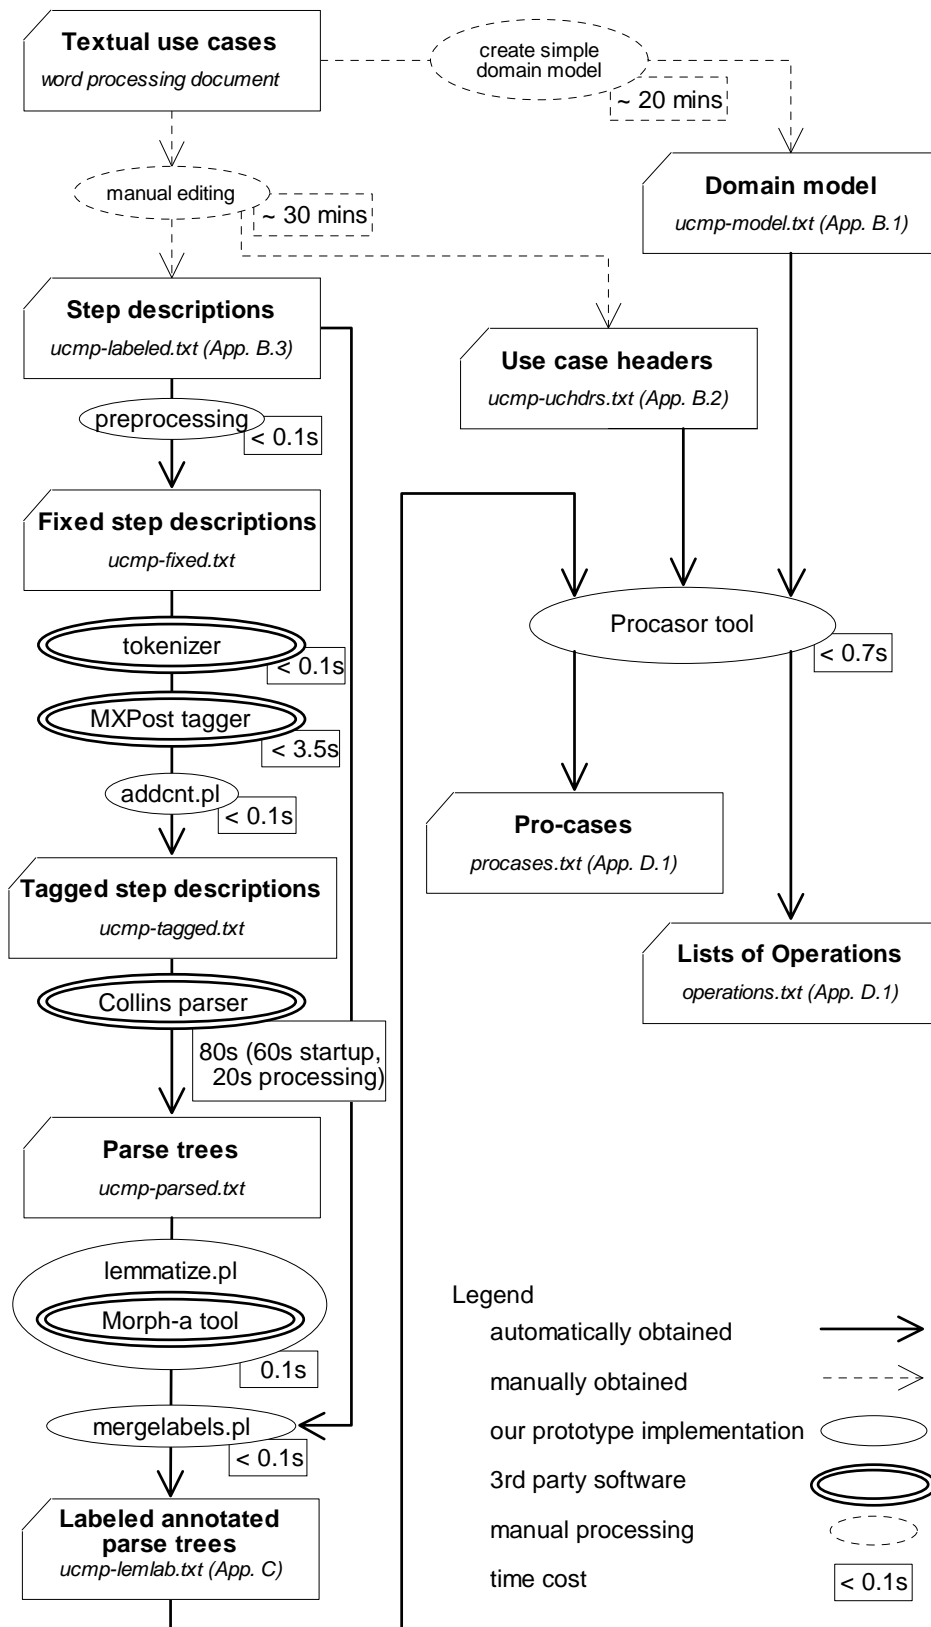 Textual use cases
word processing document
create simple
domain model
~ 20 mins
manual editing
~ 30 mins
Domain model
ucmp-model.txt (App. B.1)
Step descriptions
ucmp-labeled.txt (App. B.3)
Use case headers
ucmp-uchdrs.txt (App. B.2)
preprocessing
< 0.1s
Fixed step descriptions
ucmp-fixed.txt
tokenizer
< 0.1s
Procasor tool
< 0.7s
MXPost tagger
< 3.5s
addcnt.pl
< 0.1s
Pro-cases
procases.txt (App. D.1)
Tagged step descriptions
ucmp-tagged.txt
Lists of Operations
operations.txt (App. D.1)
Collins parser
80s (60s startup,
20s processing)
Parse trees
ucmp-parsed.txt
lemmatize.pl
Morph-a tool
0.1s
mergelabels.pl
< 0.1s
Labeled annotated
parse trees
ucmp-lemlab.txt (App. C)
Legend
automatically obtained
manually obtained
our prototype implementation
3rd party software
manual processing
time cost
< 0.1s